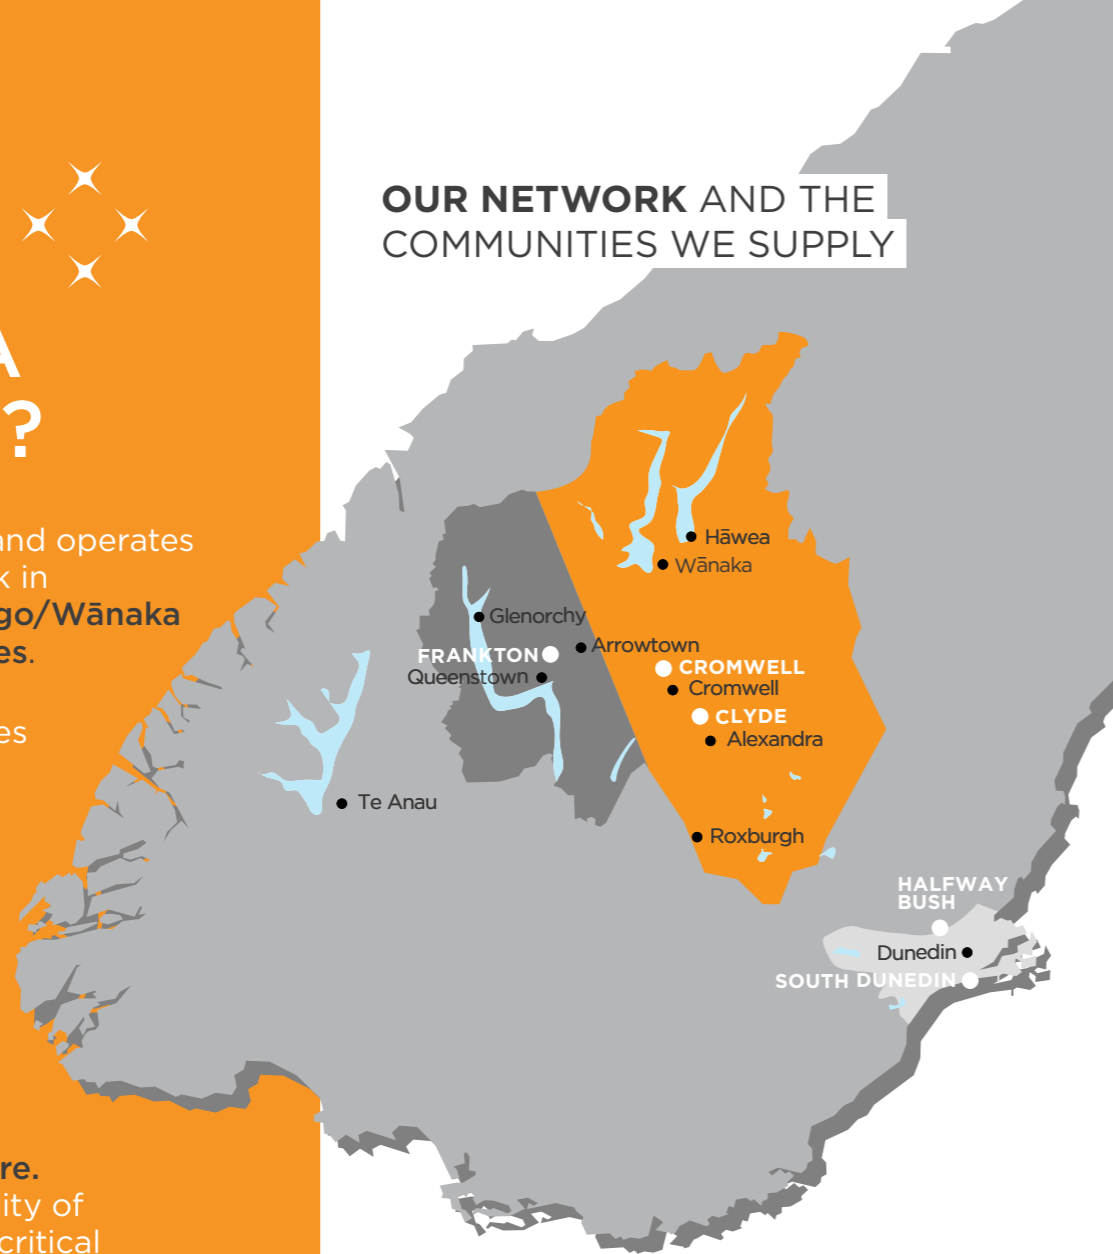 OUR NETWORK AND THE
COMMUNITIES WE SUPPLY
A
?
and operates
k in
go/Wānaka
es.
es
re.
ity of
critical
Hāwea
Wānaka
Glenorchy
Arrowtown
FRANKTON
CROMWELL
Queenstown
Cromwell
CLYDE
Alexandra
Te Anau
Roxburgh
HALFWAY
BUSH
Dunedin
SOUTH DUNEDIN